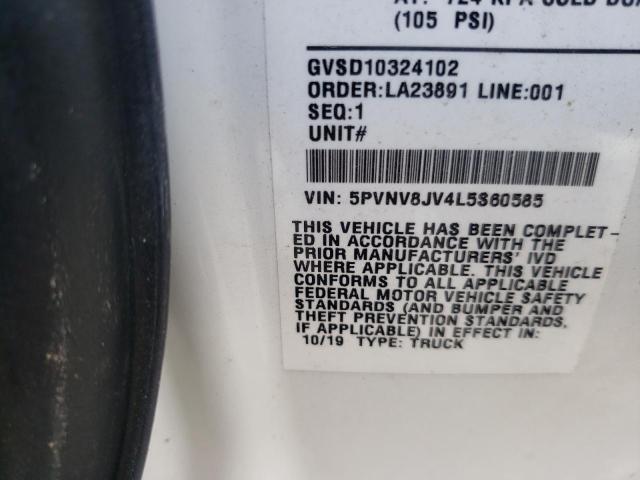 (105 PSI)
GVSD10324102
ORDER:LA23891 LINE:001
SEQ:1
UNIT#
VIN: 5PVNV8JV4L5S60585
THIS VEHICLE HAS BEEN COMPLET-
ED IN ACCORDANCE WITH THE
PRIOR MANUFACTURERS' IVD
WHERE APPLICABLE. THIS VEHICLE
CONFORMS TO ALL APPLICABLE
FEDERAL MOTOR VEHICLE SAFETY
STANDARDS (AND BUMPER AND
THEFT PREVENTION STANDARDS,
IF APPLICABLE) IN EFFECT IN:
10/19 TYPE: TRUCK